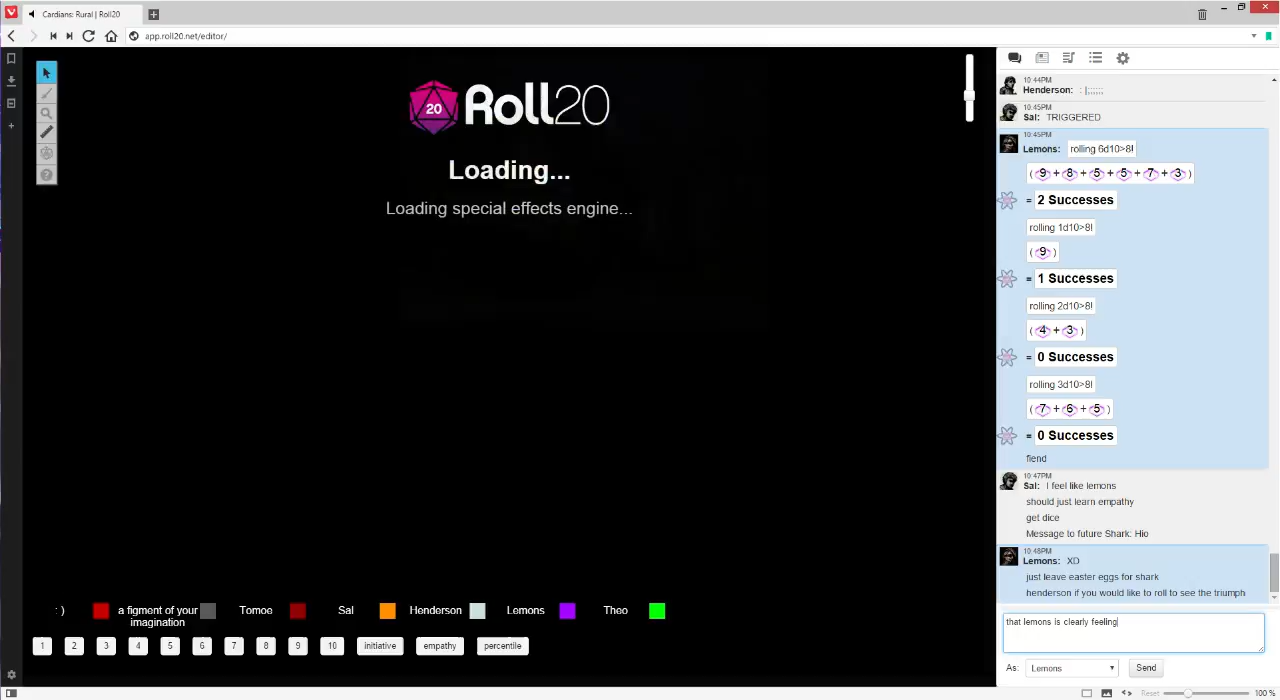 Cardians: Rural | Roll20
app.roll20.net/editor/
20
Roll20
Loading...
Loading special effects engine...
10:44PM
Henderson: : |;;;;;;
10:45PM
Sal: TRIGGERED
10:45PM
Lemons: rolling 6d10>8!
( 9 + 8 + 5 + 5 + 7 + 3 )
= 2 Successes
rolling 1d10>8!
( 9 )
= 1 Successes
rolling 2d10>8!
( 4 + 3 )
= 0 Successes
rolling 3d10>8!
( 7 + 6 + 5 )
= 0 Successes
fiend
10:47PM
Sal: I feel like lemons
should just learn empathy
get dice
Message to future Shark: Hio
10:48PM
Lemons: XD
just leave easter eggs for shark
henderson if you would like to roll to see the triumph
that lemons is clearly feeling
As: Lemons Send
: ) a figment of your imagination Tomoe Sal Henderson Lemons Theo
1 2 3 4 5 6 7 8 9 10 initiative empathy percentile
Reset 100 %